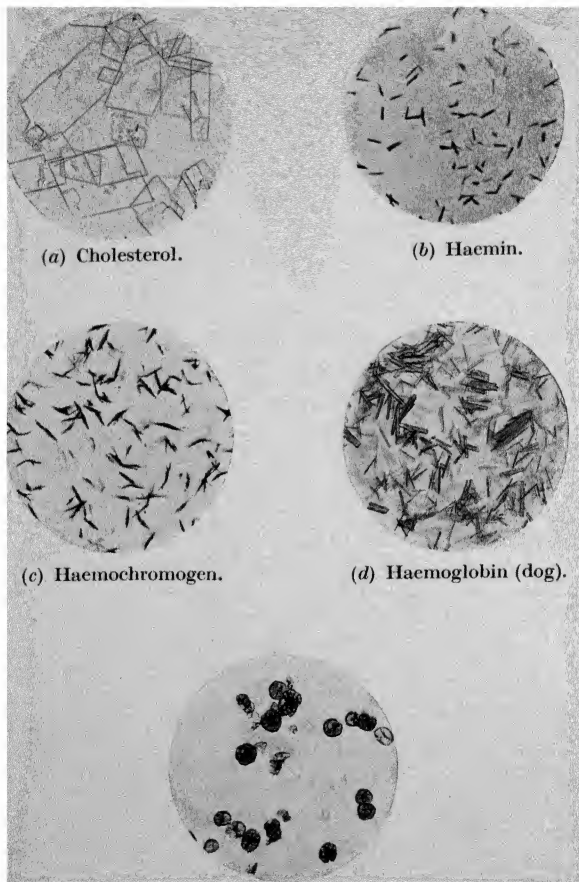 (a) Cholesterol.
(b) Haemin.
(c) Haemochromogen.
(d) Haemoglobin (dog).